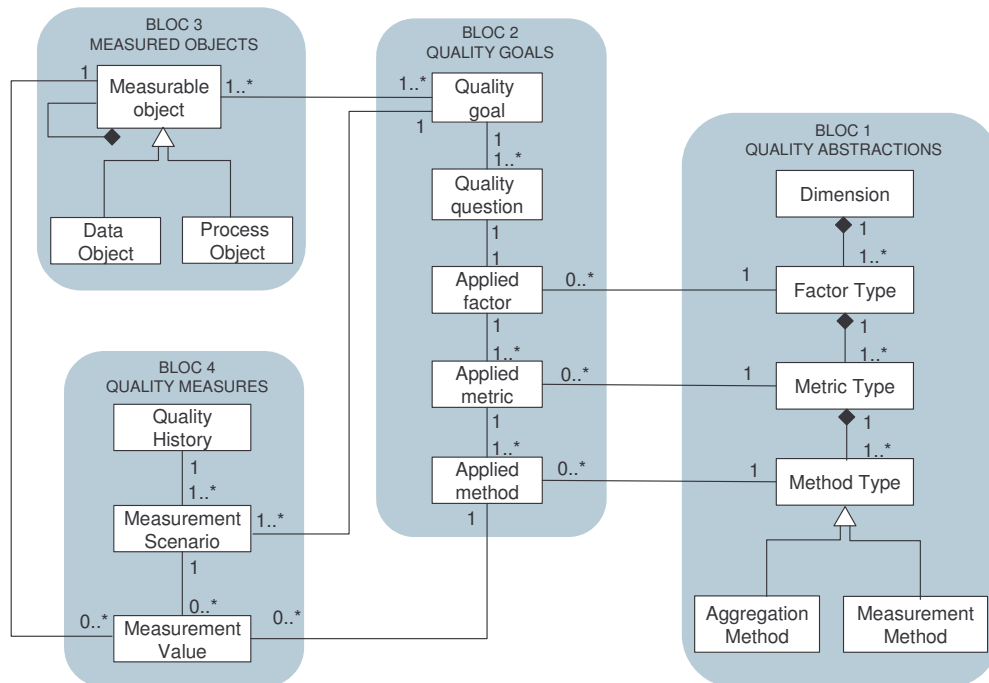 BLOC 3
MEASURED OBJECTS
1
Measurable
object
1..*
Data
Object
Process
Object
BLOC 2
QUALITY GOALS
1..*
Quality
goal
1
1
1..*
Quality
question
1
1
Applied
factor
0..*
1
1..*
Applied
metric
0..*
1
1..*
Applied
method
0..*
1
BLOC 1
QUALITY ABSTRACTIONS
Dimension
1
1..*
1
Factor Type
1
1..*
1
Metric Type
1
1..*
1
Method Type
Aggregation
Method
Measurement
Method
BLOC 4
QUALITY MEASURES
Quality
History
1
1..*
Measurement
Scenario
1..*
1
0..*
0..*
Measurement
Value
0..*